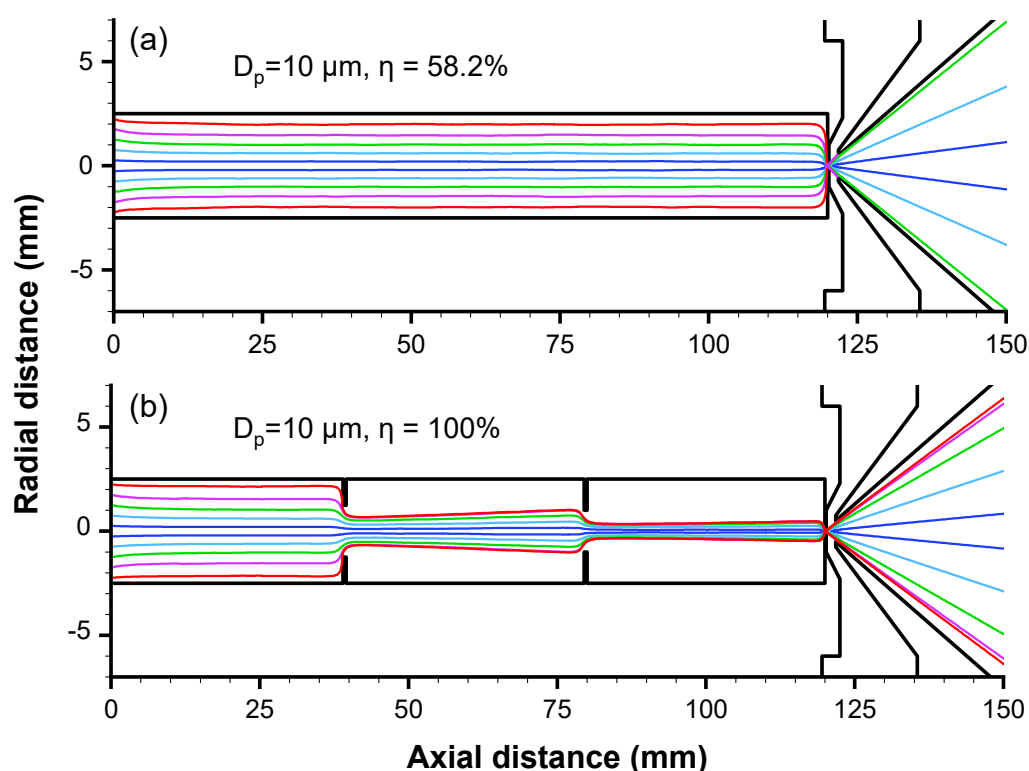 (a)
Dₚ=10 μm, η = 58.2%
5
0
-5
0 25 50 75 100 125 150
(b)
Dₚ=10 μm, η = 100%
5
0
-5
0 25 50 75 100 125 150
Radial distance (mm)
Axial distance (mm)